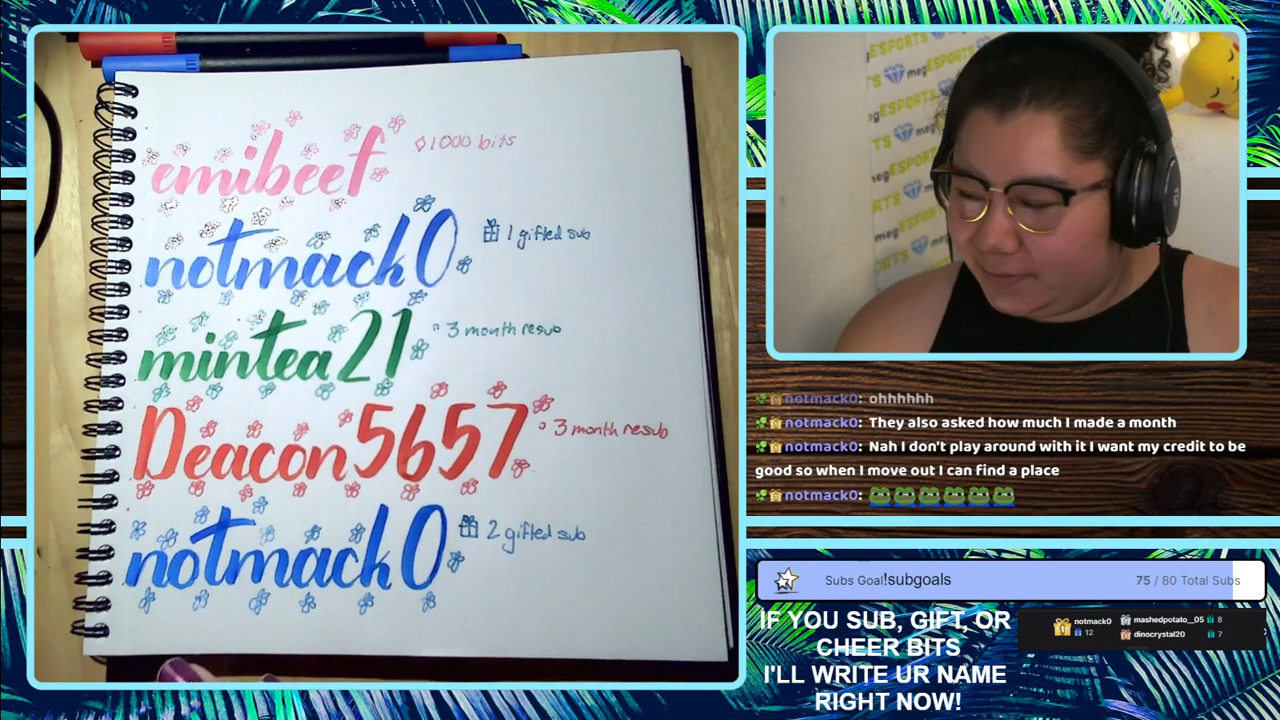 emibeef 1000 bits
notmack0 1 gifted sub
mintea21 3 month resub
Deacon5657 3 month resub
notmack0 2 gifted sub
megESPORTS
notmack0: ohhhhhh
notmack0: They also asked how much I made a month
notmack0: Nah I don't play around with it I want my credit to be
good so when I move out I can find a place
notmack0:
Subs Goal!subgoals 75 / 80 Total Subs
IF YOU SUB, GIFT, OR
CHEER BITS
I'LL WRITE UR NAME
RIGHT NOW!
1 notmack0 12
mashedpotato__05 8
dinocrystal20 7